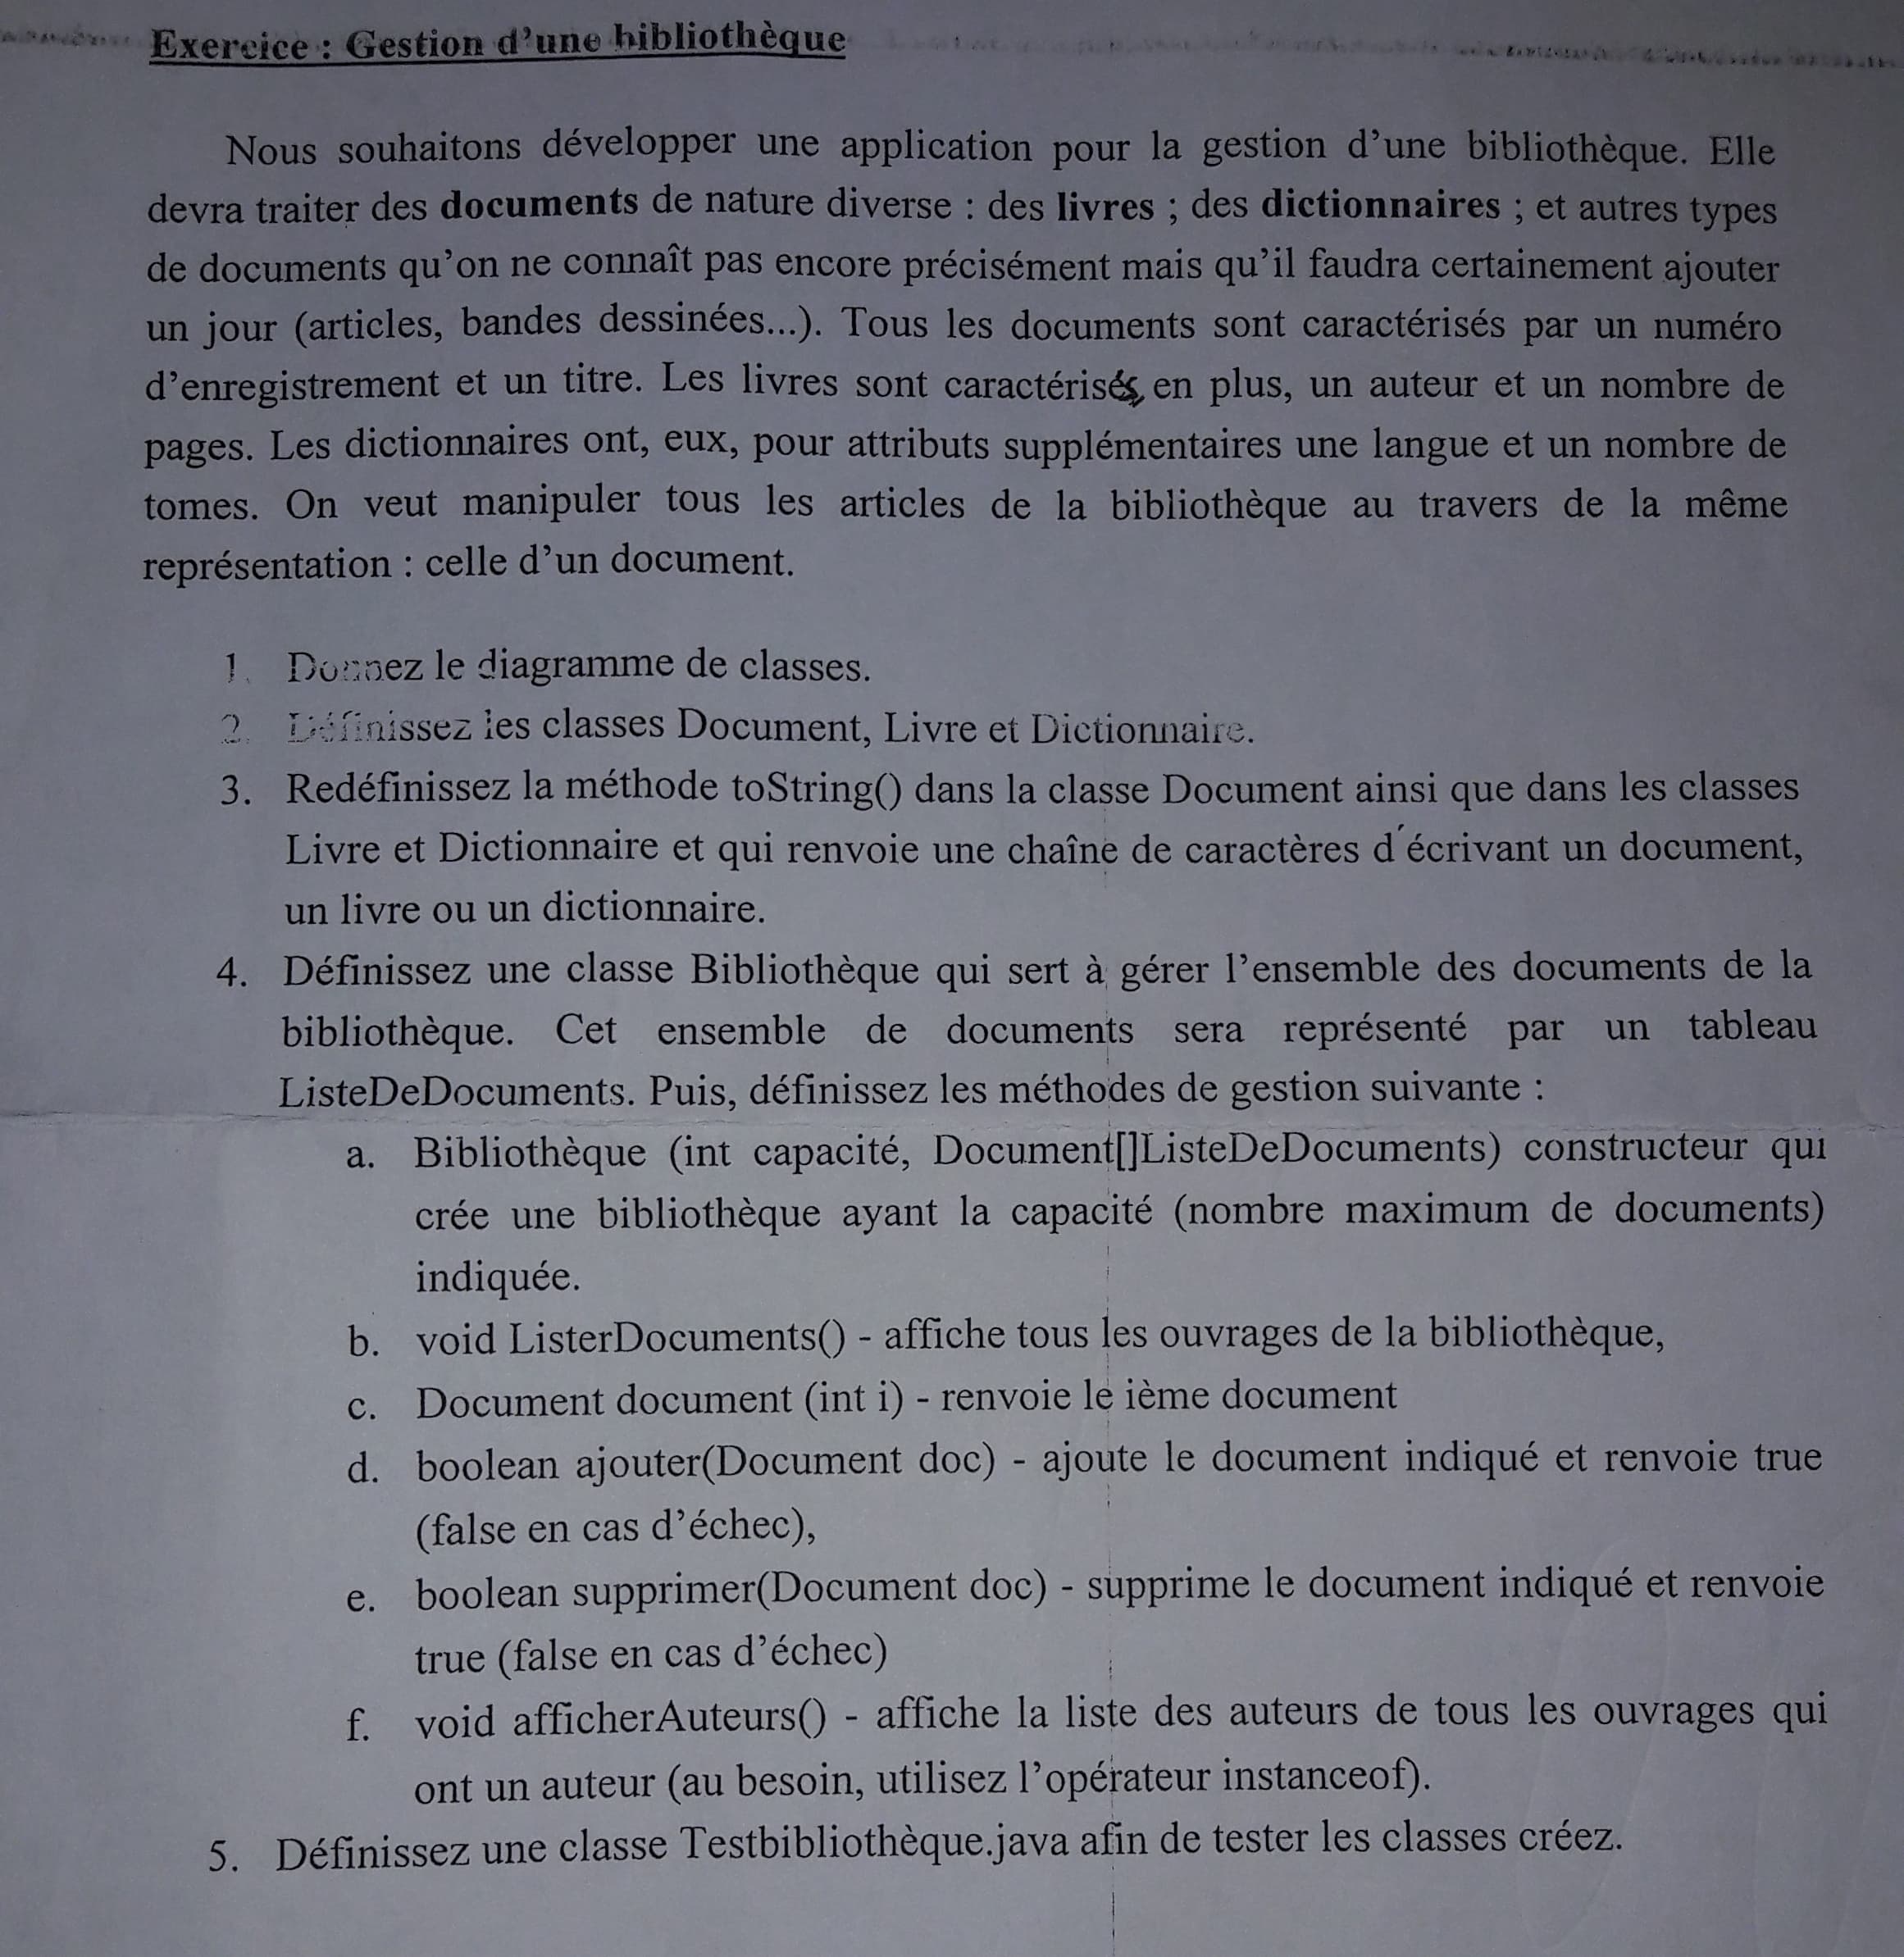 Exercice : Gestion d'une bibliothèque
Nous souhaitons développer une application pour la gestion d'une bibliothèque. Elle
devra traiter des documents de nature diverse : des livres ; des dictionnaires ; et autres types
de documents qu'on ne connaît pas encore précisément mais qu'il faudra certainement ajouter
un jour (articles, bandes dessinées...). Tous les documents sont caractérisés par un numéro
d'enregistrement et un titre. Les livres sont caractérisés, en plus, un auteur et un nombre de
pages. Les dictionnaires ont, eux, pour attributs supplémentaires une langue et un nombre de
tomes. On veut manipuler tous les articles de la bibliothèque au travers de la même
représentation : celle d'un document.
1. Donnez le diagramme de classes.
2. Définissez les classes Document, Livre et Dictionnaire.
3. Redéfinissez la méthode toString() dans la classe Document ainsi que dans les classes
Livre et Dictionnaire et qui renvoie une chaîne de caractères d´écrivant un document,
un livre ou un dictionnaire.
4. Définissez une classe Bibliothèque qui sert à gérer l'ensemble des documents de la
bibliothèque. Cet ensemble de documents sera représenté par un tableau
ListeDeDocuments. Puis, définissez les méthodes de gestion suivante :
a. Bibliothèque (int capacité, Document[]ListeDeDocuments) constructeur qui
crée une bibliothèque ayant la capacité (nombre maximum de documents)
indiquée.
b. void ListerDocuments() - affiche tous les ouvrages de la bibliothèque,
c. Document document (int i) - renvoie le ième document
d. boolean ajouter(Document doc) - ajoute le document indiqué et renvoie true
(false en cas d'échec),
e. boolean supprimer(Document doc) - supprime le document indiqué et renvoie
true (false en cas d'échec)
f. void afficherAuteurs() - affiche la liste des auteurs de tous les ouvrages qui
ont un auteur (au besoin, utilisez l'opérateur instanceof).
5. Définissez une classe Testbibliothèque.java afin de tester les classes créez.